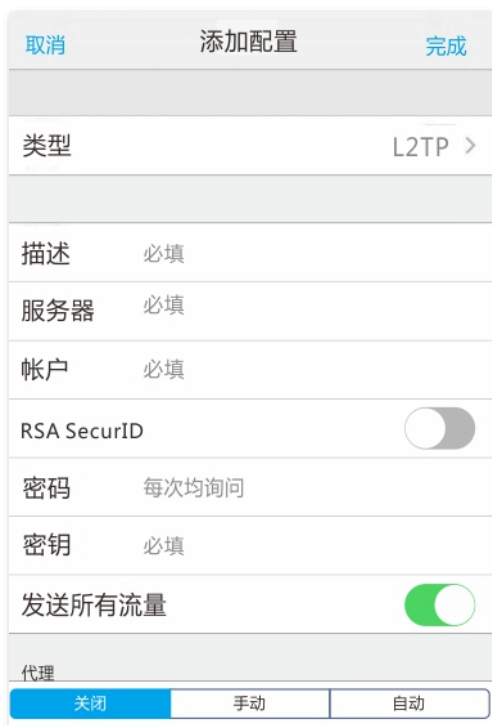 取消 添加配置 完成
类型 L2TP >
描述 必填
服务器 必填
帐户 必填
RSA SecurID
密码 每次均询问
密钥 必填
发送所有流量
代理
关闭 手动 自动